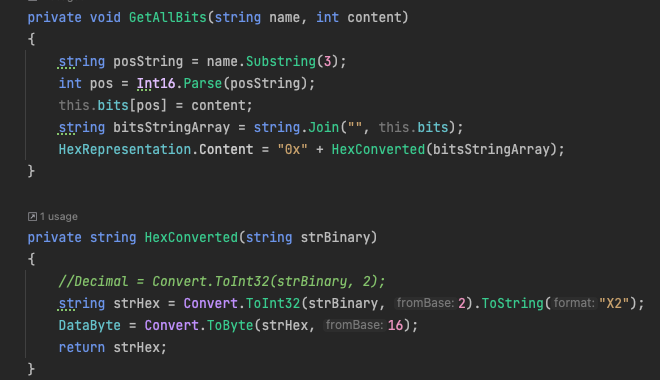 private void GetAllBits(string name, int content)
{
string posString = name.Substring(3);
int pos = Int16.Parse(posString);
this.bits[pos] = content;
string bitsStringArray = string.Join("", this.bits);
HexRepresentation.Content = "0x" + HexConverted(bitsStringArray);
}
1 usage
private string HexConverted(string strBinary)
{
//Decimal = Convert.ToInt32(strBinary, 2);
string strHex = Convert.ToInt32(strBinary, fromBase: 2).ToString( format: "X2");
DataByte = Convert.ToByte(strHex, fromBase: 16);
return strHex;
}